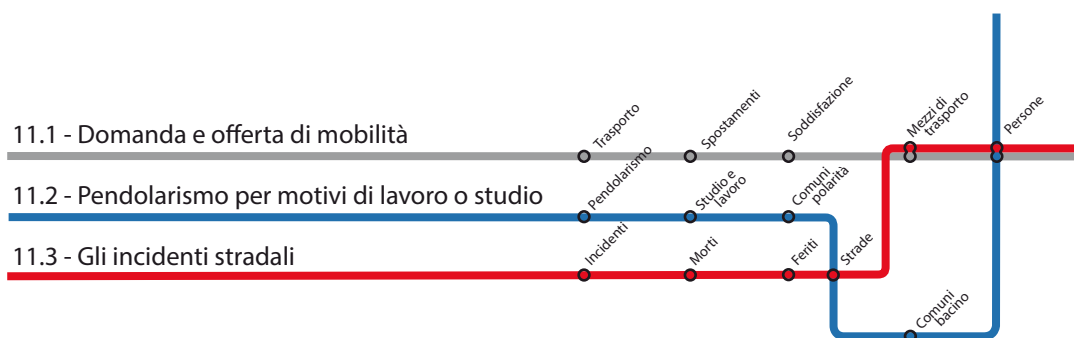 11.1 - Domanda e offerta di mobilità
Trasporto
Spostamenti
Soddisfazione
Mezzi di
trasporto
Persone
11.2 - Pendolarismo per motivi di lavoro o studio
Pendolarismo
Studio e
lavoro
Comuni
polarità
11.3 - Gli incidenti stradali
Incidenti
Morti
Feriti
Strade
Comuni
bacino